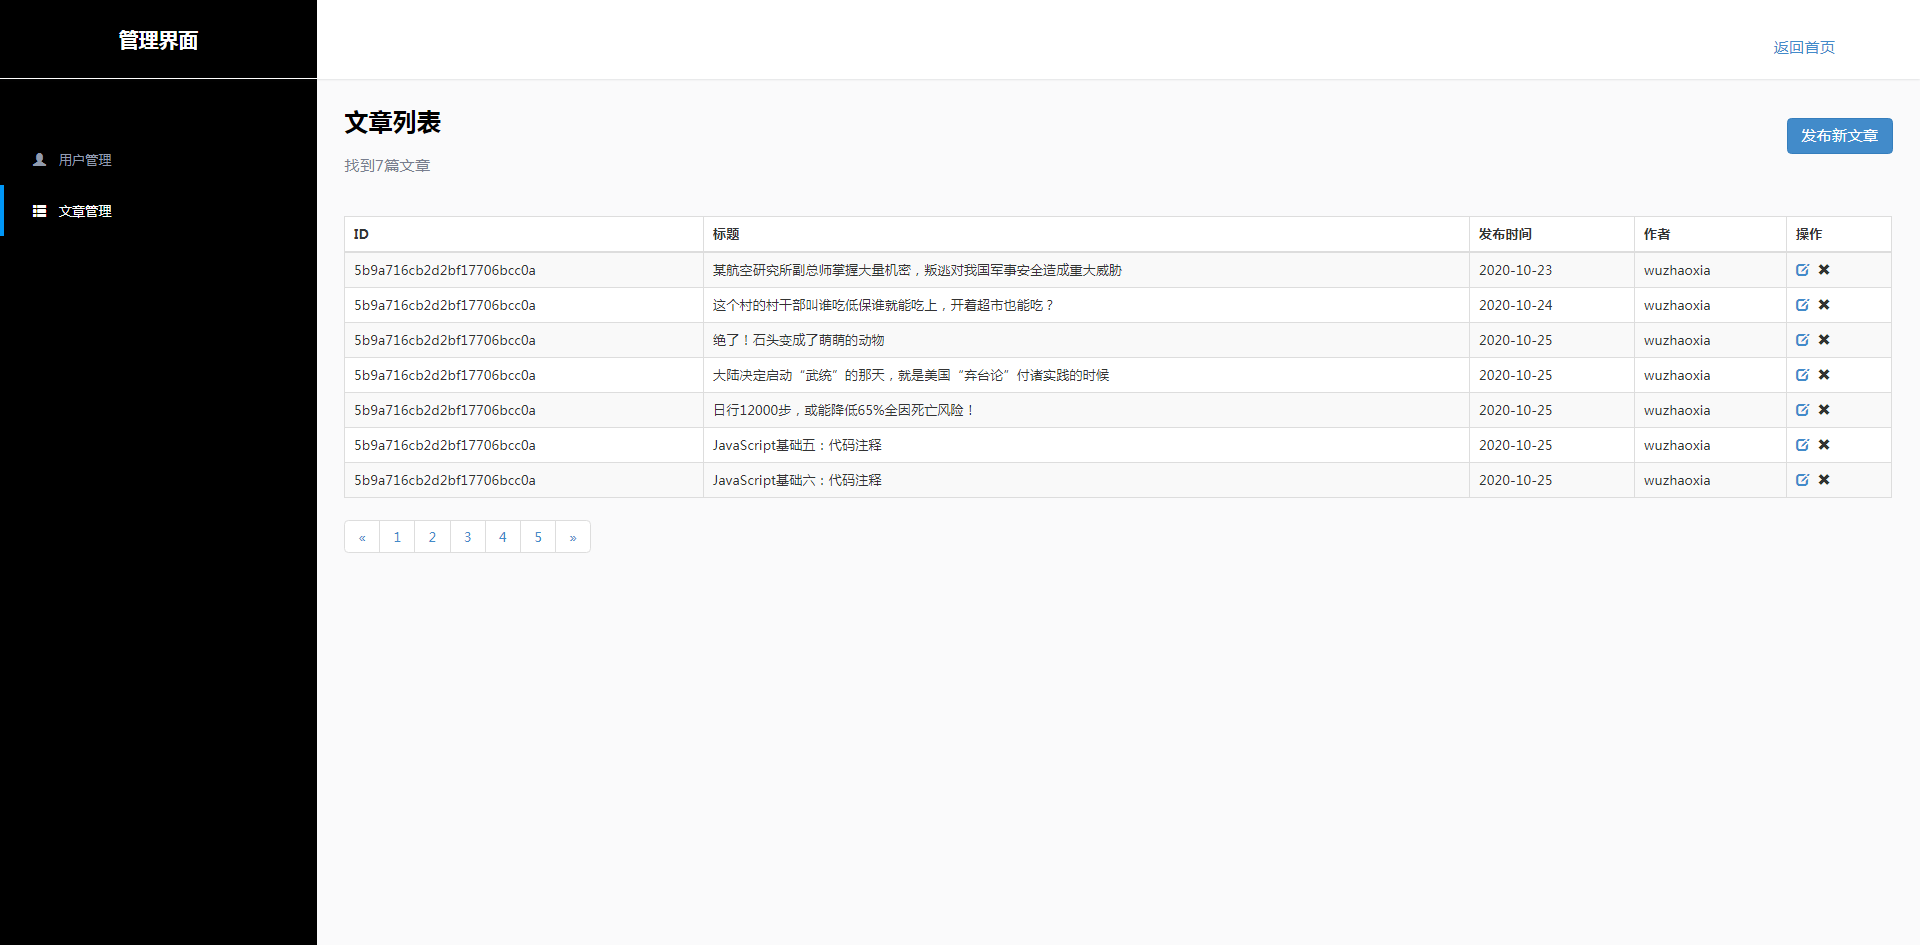 管理界面
返回首页
用户管理
文章管理
文章列表
发布新文章
找到7篇文章
ID 标题 发布时间 作者 操作
5b9a716cb2d2bf17706bcc0a 某航空研究所副总师掌握大量机密，叛逃对我国军事安全造成重大威胁 2020-10-23 wuzhaoxia
5b9a716cb2d2bf17706bcc0a 这个村的村干部叫谁吃低保谁就能吃上，开着超市也能吃？ 2020-10-24 wuzhaoxia
5b9a716cb2d2bf17706bcc0a 绝了！石头变成了萌萌的动物 2020-10-25 wuzhaoxia
5b9a716cb2d2bf17706bcc0a 大陆决定启动“武统”的那天，就是美国“弃台论”付诸实践的时候 2020-10-25 wuzhaoxia
5b9a716cb2d2bf17706bcc0a 日行12000步，或能降低65%全因死亡风险！ 2020-10-25 wuzhaoxia
5b9a716cb2d2bf17706bcc0a JavaScript基础五：代码注释 2020-10-25 wuzhaoxia
5b9a716cb2d2bf17706bcc0a JavaScript基础六：代码注释 2020-10-25 wuzhaoxia
« 1 2 3 4 5 »